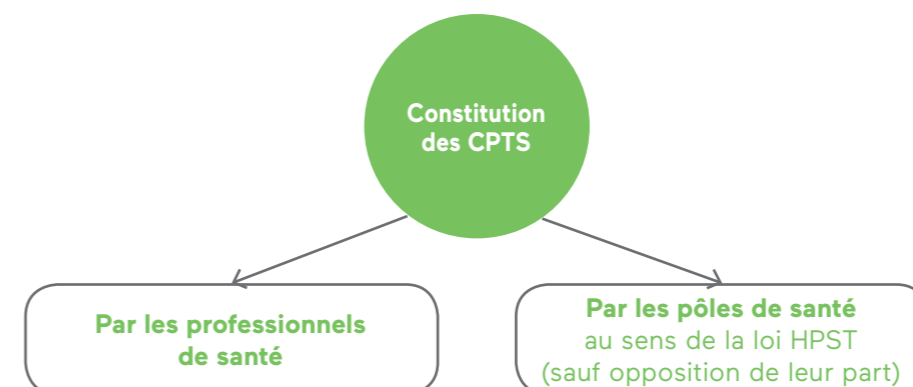 Constitution
des CPTS
Par les professionnels
de santé
Par les pôles de santé
au sens de la loi HPST
(sauf opposition de leur part)